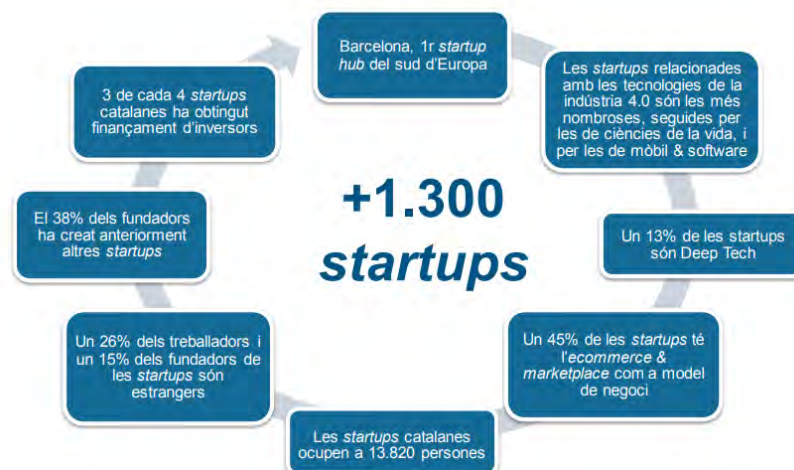 Barcelona, 1r startup
hub del sud d'Europa
Les startups relacionades
amb les tecnologies de la
indústria 4.0 són les més
nombroses, seguides per
les de ciències de la vida, i
per les de mòbil & software
Un 13% de les startups
són Deep Tech
Un 45% de les startups té
l'ecommerce &
marketplace com a model
de negoci
Les startups catalanes
ocupen a 13.820 persones
Un 26% dels treballadors i
un 15% dels fundadors de
les startups són
estrangers
El 38% dels fundadors
ha creat anteriorment
altres startups
3 de cada 4 startups
catalanes ha obtingut
finançament d'inversors
+1.300
startups